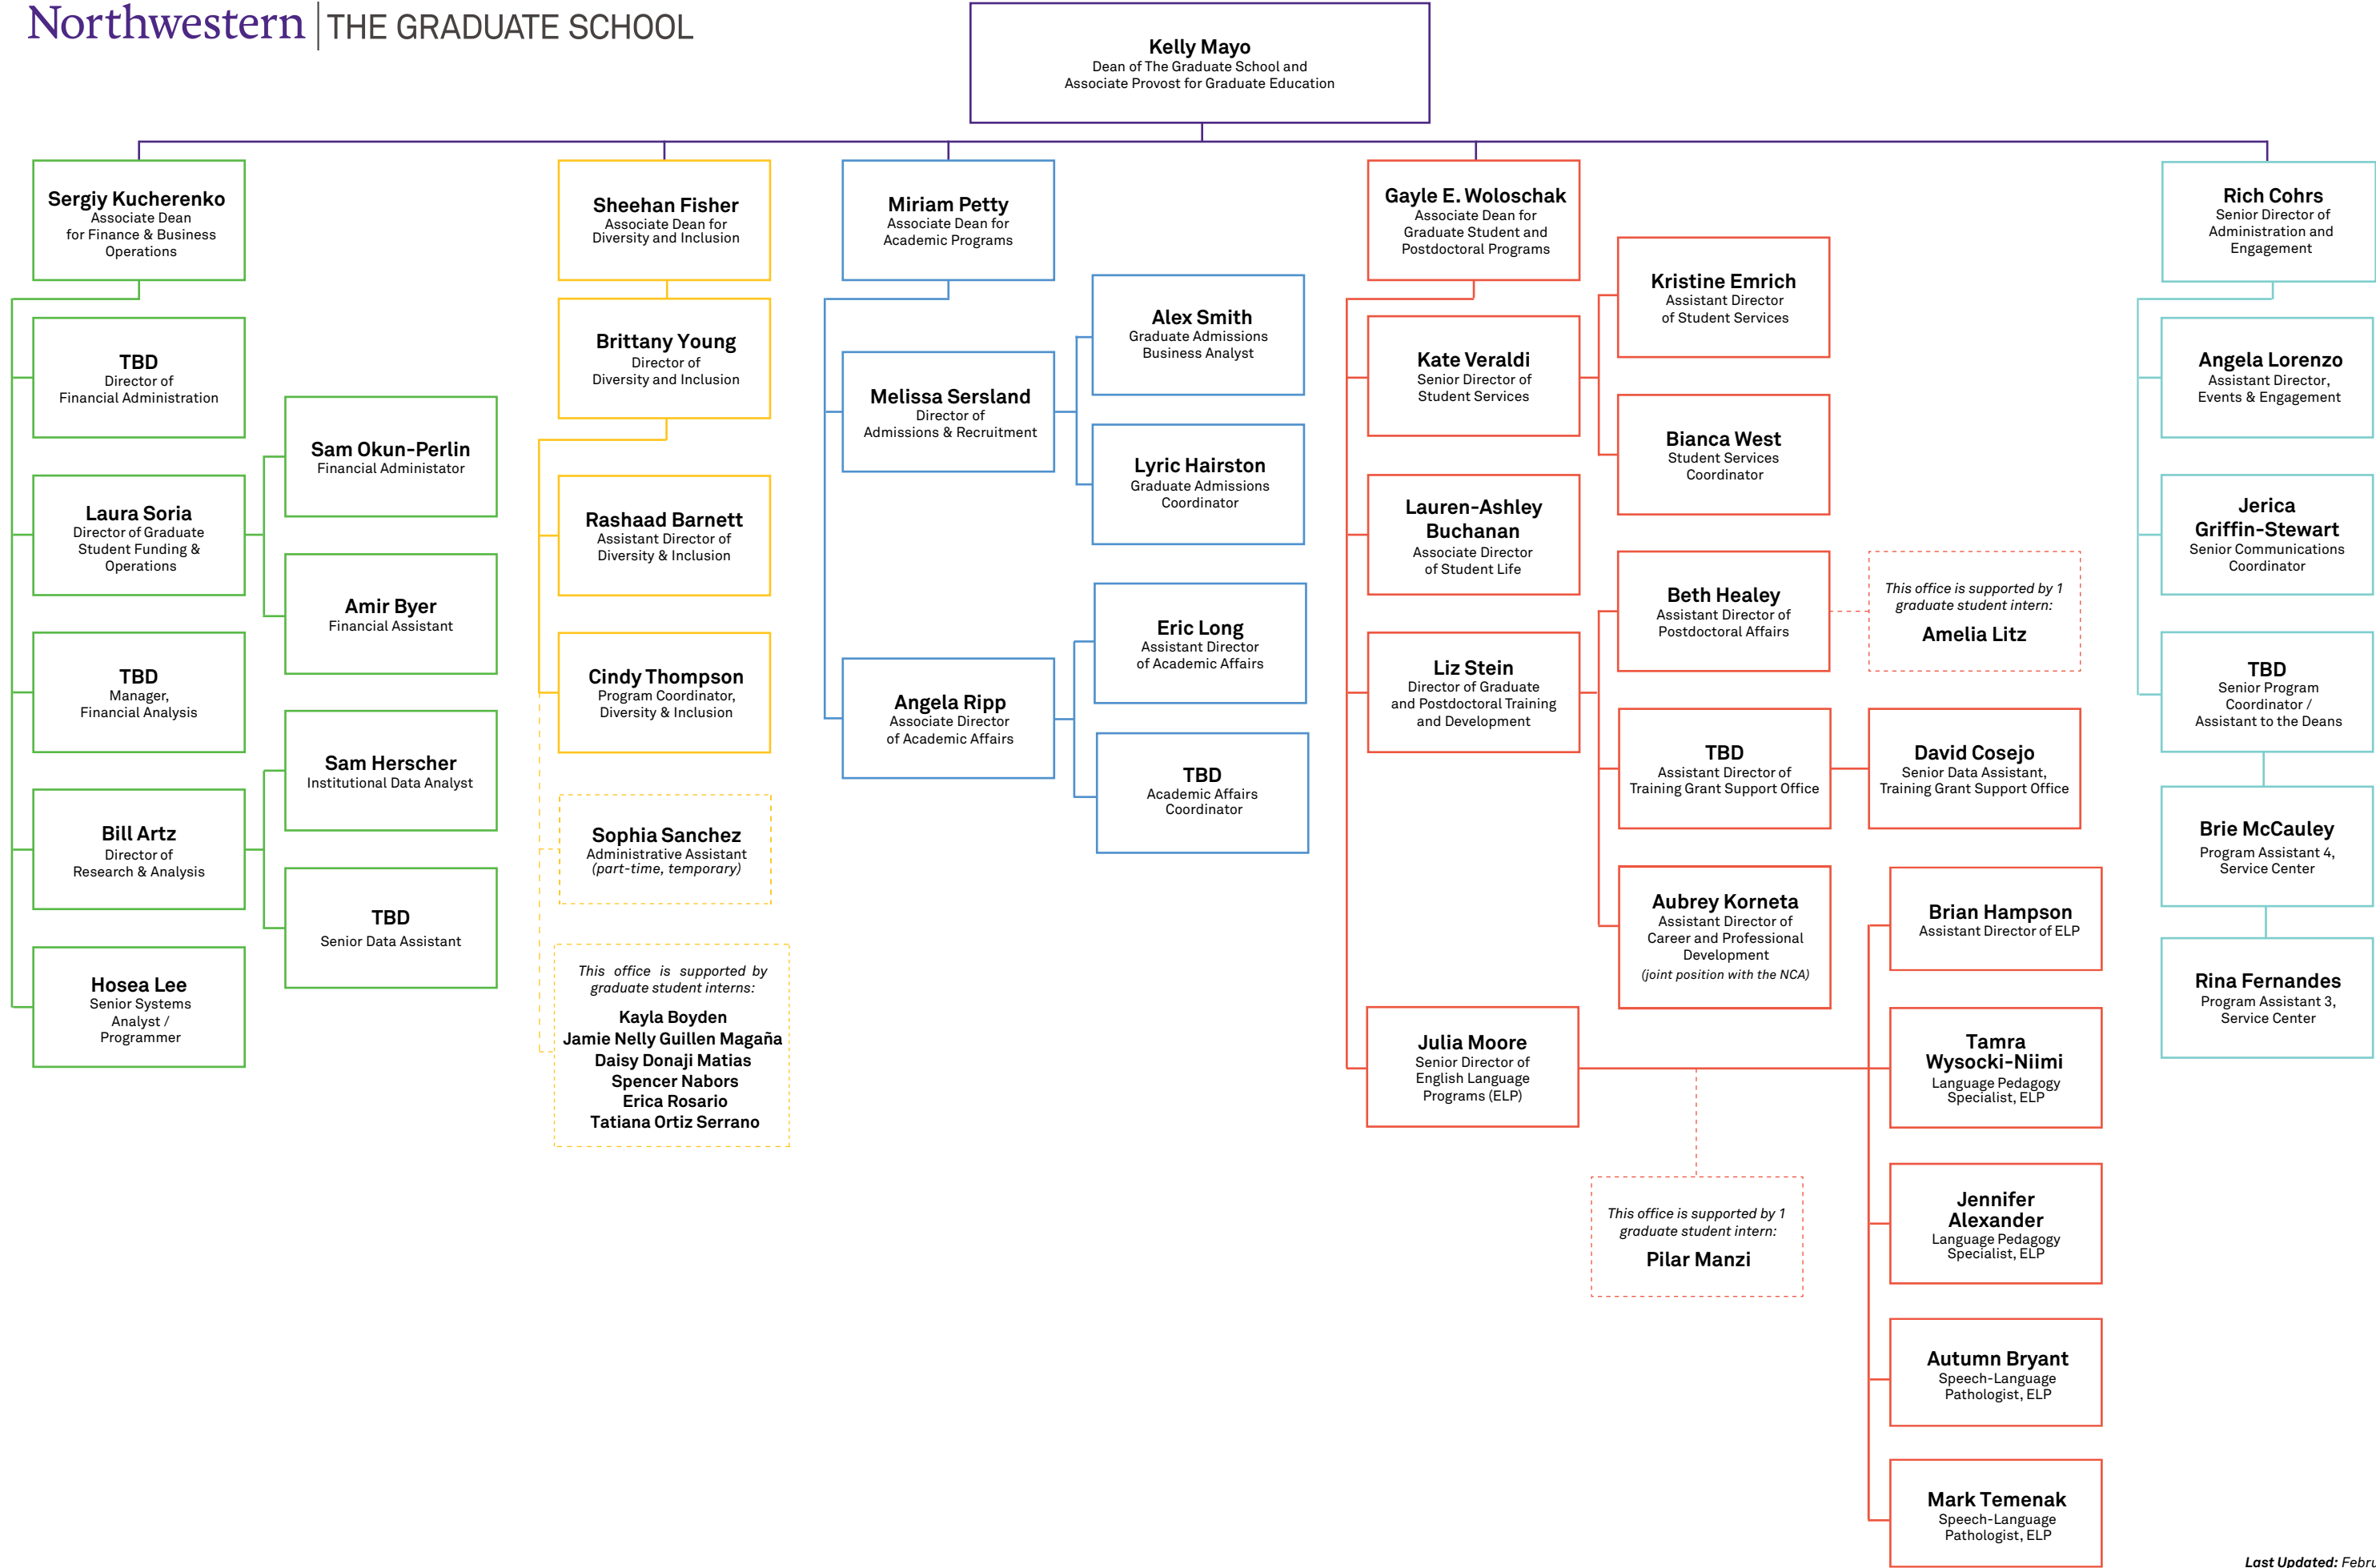 Northwestern THE GRADUATE SCHOOL
Kelly Mayo
Dean of The Graduate School and
Associate Provost for Graduate Education
Sergiy Kucherenko
Associate Dean
for Finance & Business
Operations
TBD
Director of
Financial Administration
Laura Soria
Director of Graduate
Student Funding &
Operations
Sam Okun-Perlin
Financial Administator
Amir Byer
Financial Assistant
TBD
Manager,
Financial Analysis
Bill Artz
Director of
Research & Analysis
Sam Herscher
Institutional Data Analyst
TBD
Senior Data Assistant
Hosea Lee
Senior Systems
Analyst /
Programmer
Sheehan Fisher
Associate Dean for
Diversity and Inclusion
Brittany Young
Director of
Diversity and Inclusion
Rashaad Barnett
Assistant Director of
Diversity & Inclusion
Cindy Thompson
Program Coordinator,
Diversity & Inclusion
Sophia Sanchez
Administrative Assistant
(part-time, temporary)
This office is supported by
graduate student interns:
Kayla Boyden
Jamie Nelly Guillen Magaña
Daisy Donaji Matias
Spencer Nabors
Erica Rosario
Tatiana Ortiz Serrano
Miriam Petty
Associate Dean for
Academic Programs
Melissa Sersland
Director of
Admissions & Recruitment
Alex Smith
Graduate Admissions
Business Analyst
Lyric Hairston
Graduate Admissions
Coordinator
Angela Ripp
Associate Director
of Academic Affairs
Eric Long
Assistant Director
of Academic Affairs
TBD
Academic Affairs
Coordinator
Gayle E. Woloschak
Associate Dean for
Graduate Student and
Postdoctoral Programs
Kate Veraldi
Senior Director of
Student Services
Kristine Emrich
Assistant Director
of Student Services
Bianca West
Student Services
Coordinator
Lauren-Ashley
Buchanan
Associate Director
of Student Life
Liz Stein
Director of Graduate
and Postdoctoral Training
and Development
Beth Healey
Assistant Director of
Postdoctoral Affairs
This office is supported by 1
graduate student intern:
Amelia Litz
TBD
Assistant Director of
Training Grant Support Office
David Cosejo
Senior Data Assistant,
Training Grant Support Office
Aubrey Korneta
Assistant Director of
Career and Professional
Development
(joint position with the NCA)
Julia Moore
Senior Director of
English Language
Programs (ELP)
This office is supported by 1
graduate student intern:
Pilar Manzi
Brian Hampson
Assistant Director of ELP
Tamra
Wysocki-Niimi
Language Pedagogy
Specialist, ELP
Jennifer
Alexander
Language Pedagogy
Specialist, ELP
Autumn Bryant
Speech-Language
Pathologist, ELP
Mark Temenak
Speech-Language
Pathologist, ELP
Rich Cohrs
Senior Director of
Administration and
Engagement
Angela Lorenzo
Assistant Director,
Events & Engagement
Jerica
Griffin-Stewart
Senior Communications
Coordinator
TBD
Senior Program
Coordinator /
Assistant to the Deans
Brie McCauley
Program Assistant 4,
Service Center
Rina Fernandes
Program Assistant 3,
Service Center
Last Updated: